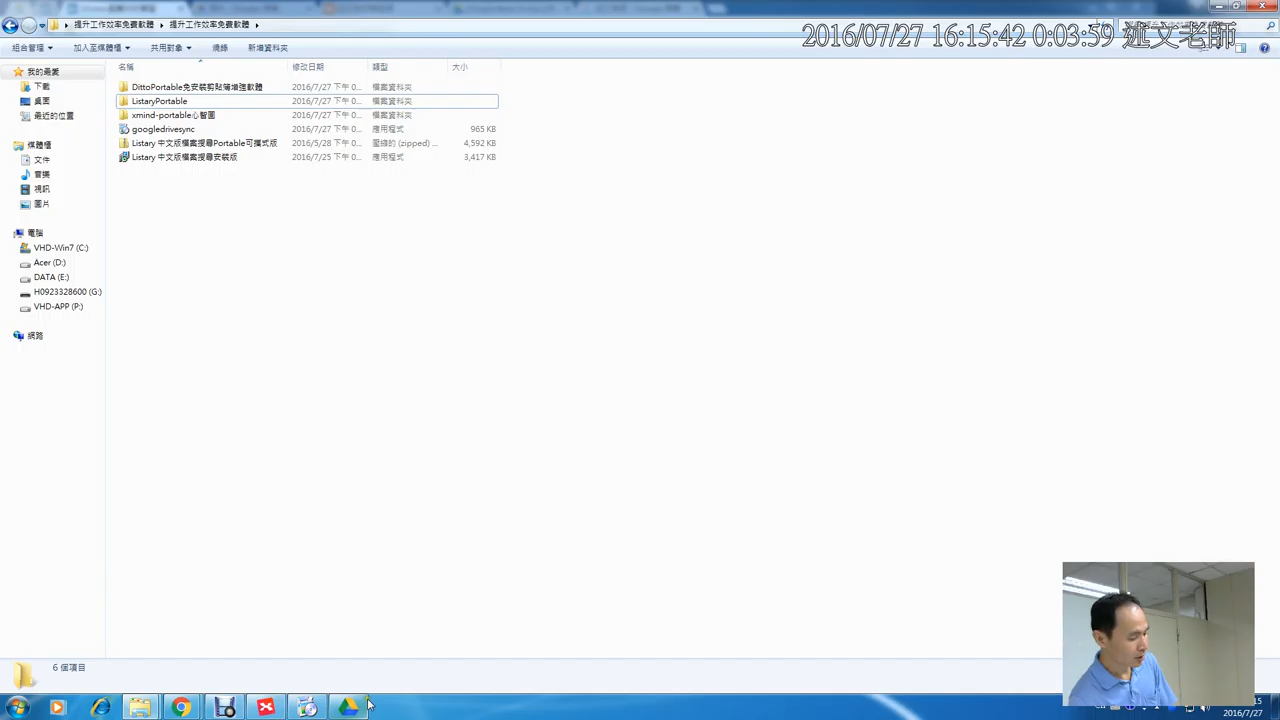 提升工作效率免費軟體 ▸ 提升工作效率免費軟體 ▸
2016/07/27 16:15:42 0:03:59 述文老師
組合管理 加入至媒體櫃 共用對象 燒錄 新增資料夾
名稱 修改日期 類型 大小
DittoPortable免安裝剪貼簿增強軟體 2016/7/27 下午 0... 檔案資料夾
ListaryPortable 2016/7/27 下午 0... 檔案資料夾
xmind-portable心智圖 2016/7/27 下午 0... 檔案資料夾
googledrivesync 2016/7/27 下午 0... 應用程式 965 KB
Listary 中文版檔案搜尋Portable可攜式版 2016/5/28 下午 0... 壓縮的 (zipped) ... 4,592 KB
Listary 中文版檔案搜尋安裝版 2016/7/25 下午 0... 應用程式 3,417 KB
我的最愛
下載
桌面
最近的位置
媒體櫃
文件
音樂
視訊
圖片
電腦
VHD-Win7 (C:)
Acer (D:)
DATA (E:)
H0923328600 (G:)
VHD-APP (P:)
網路
6 個項目
2016/7/27